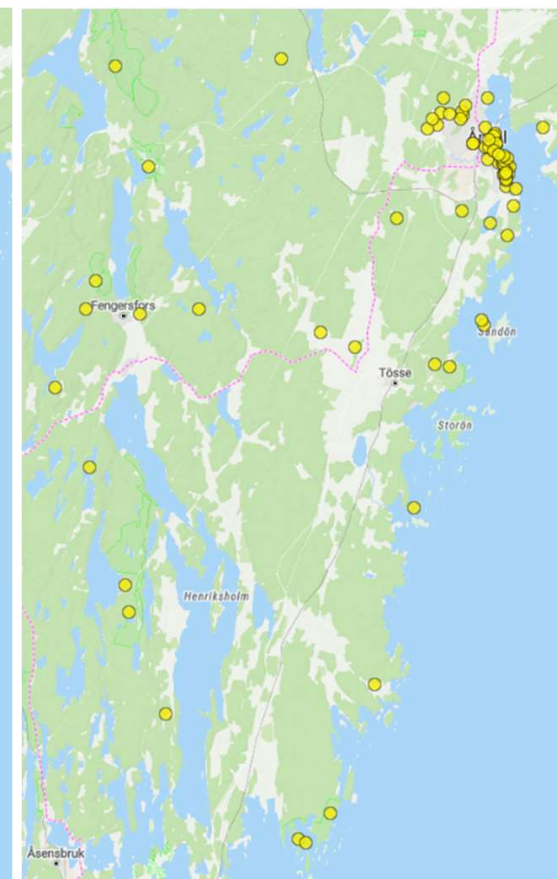 Fengersfors
Sandön
Tösse
Storön
Henriksholm
Åsensbruk